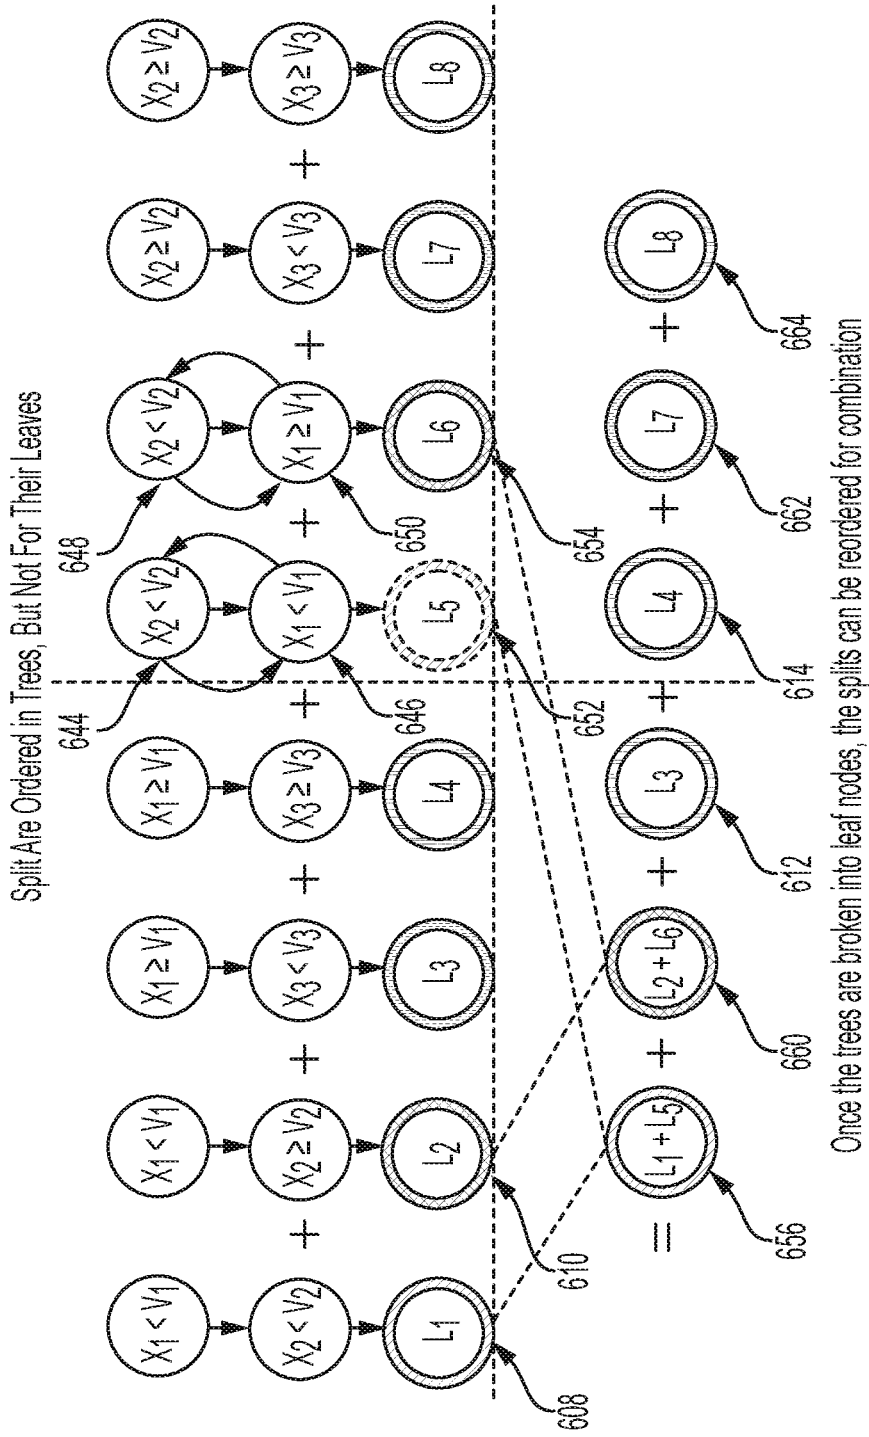 Split Are Ordered in Trees, But Not For Their Leaves
X1 < V1
X1 < V1
X1 ≥ V1
X1 ≥ V1
X2 < V2
X2 < V2
X2 ≥ V2
X2 ≥ V2
644
648
+ + + + + + +
X2 < V2
X2 ≥ V2
X3 < V3
X3 ≥ V3
X1 < V1
X1 ≥ V1
X3 < V3
X3 ≥ V3
646
650
L1
L2
L3
L4
L5
L6
L7
L8
608
610
652
654
= L1 + L5 + L2 + L6 + L3 + L4 + L7 + L8
656
660
612
614
662
664
Once the trees are broken into leaf nodes, the splits can be reordered for combination